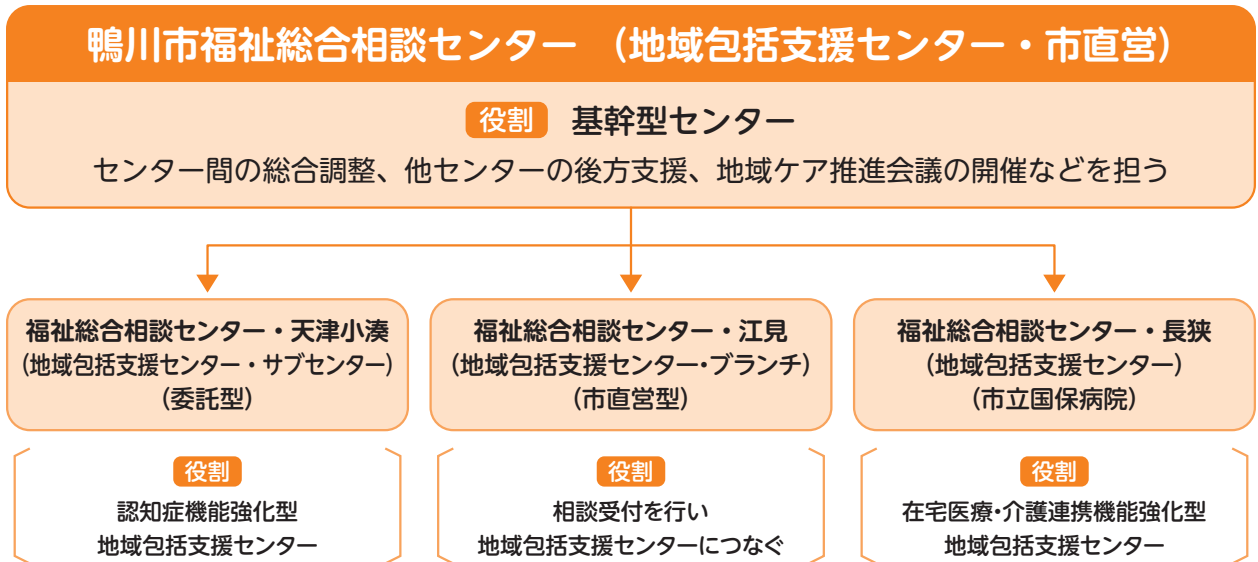 鴨川市福祉総合相談センター （地域包括支援センター・市直営）
役割 基幹型センター
センター間の総合調整、他センターの後方支援、地域ケア推進会議の開催などを担う
福祉総合相談センター・天津小湊
(地域包括支援センター・サブセンター)
(委託型)
役割
認知症機能強化型
地域包括支援センター
福祉総合相談センター・江見
(地域包括支援センター・ブランチ)
(市直営型)
役割
相談受付を行い
地域包括支援センターにつなぐ
福祉総合相談センター・長狭
(地域包括支援センター)
(市立国保病院)
役割
在宅医療・介護連携機能強化型
地域包括支援センター